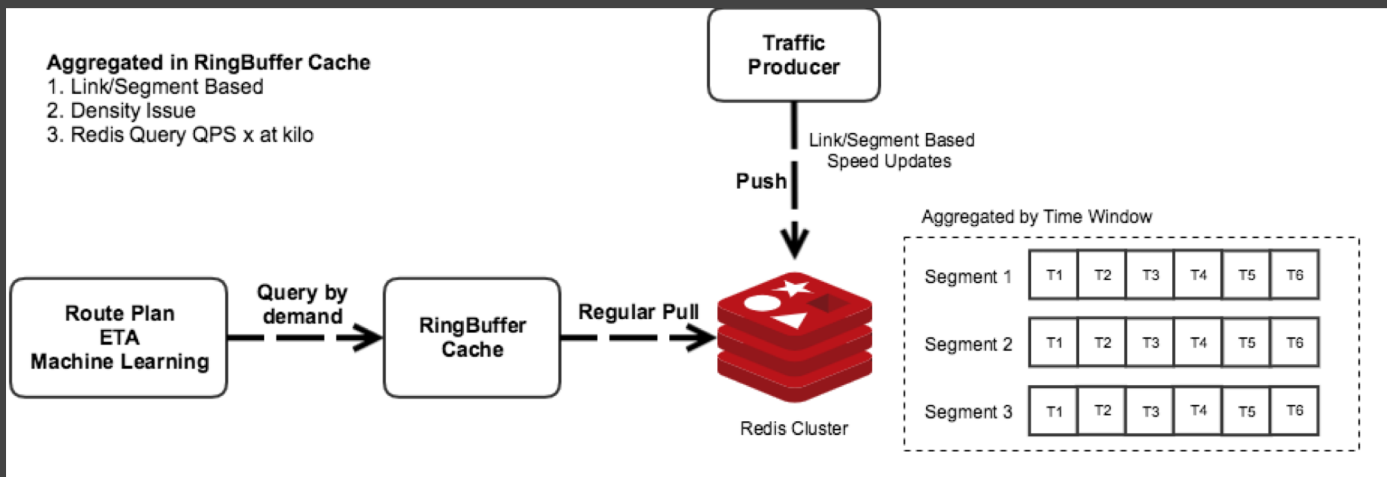 Aggregated in RingBuffer Cache
1. Link/Segment Based
2. Density Issue
3. Redis Query QPS x at kilo
Traffic
Producer
Link/Segment Based
Speed Updates
Push
Route Plan
ETA
Machine Learning
Query by
demand
RingBuffer
Cache
Regular Pull
Redis Cluster
Aggregated by Time Window
Segment 1 T1 T2 T3 T4 T5 T6
Segment 2 T1 T2 T3 T4 T5 T6
Segment 3 T1 T2 T3 T4 T5 T6